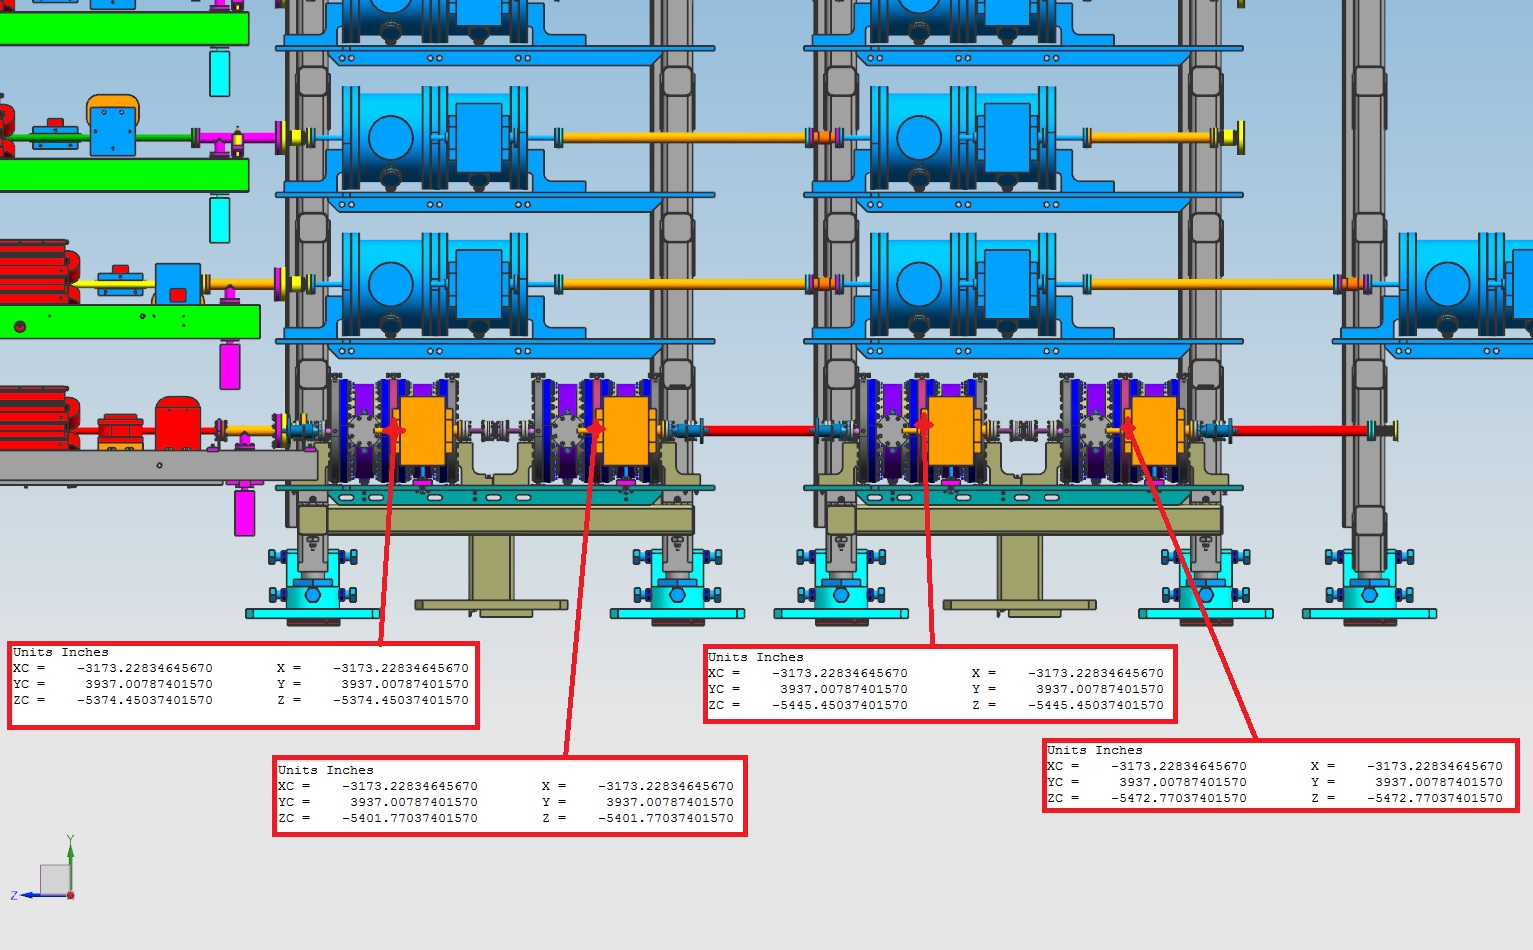 Units Inches
XC = -3173.22834645670 X = -3173.22834645670
YC = 3937.00787401570 Y = 3937.00787401570
ZC = -5374.45037401570 Z = -5374.45037401570
Units Inches
XC = -3173.22834645670 X = -3173.22834645670
YC = 3937.00787401570 Y = 3937.00787401570
ZC = -5401.77037401570 Z = -5401.77037401570
Units Inches
XC = -3173.22834645670 X = -3173.22834645670
YC = 3937.00787401570 Y = 3937.00787401570
ZC = -5445.45037401570 Z = -5445.45037401570
Units Inches
XC = -3173.22834645670 X = -3173.22834645670
YC = 3937.00787401570 Y = 3937.00787401570
ZC = -5472.77037401570 Z = -5472.77037401570
Y
Z